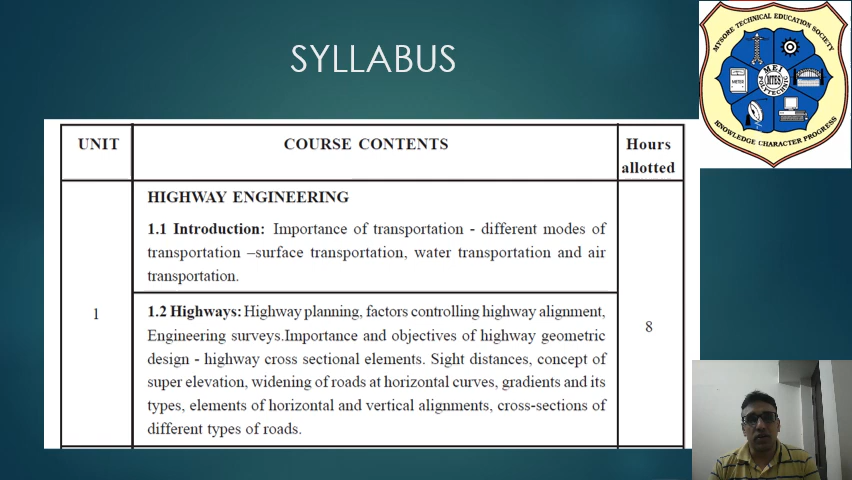 SYLLABUS
MYSORE TECHNICAL EDUCATION SOCIETY
METER
MEI
MTES
POLYTECHNIC
KNOWLEDGE CHARACTER PROGRESS
UNIT
COURSE CONTENTS
Hours
allotted
HIGHWAY ENGINEERING
1.1 Introduction: Importance of transportation - different modes of
transportation –surface transportation, water transportation and air
transportation.
1
1.2 Highways: Highway planning, factors controlling highway alignment,
Engineering surveys.Importance and objectives of highway geometric
design - highway cross sectional elements. Sight distances, concept of
super elevation, widening of roads at horizontal curves, gradients and its
types, elements of horizontal and vertical alignments, cross-sections of
different types of roads.
8